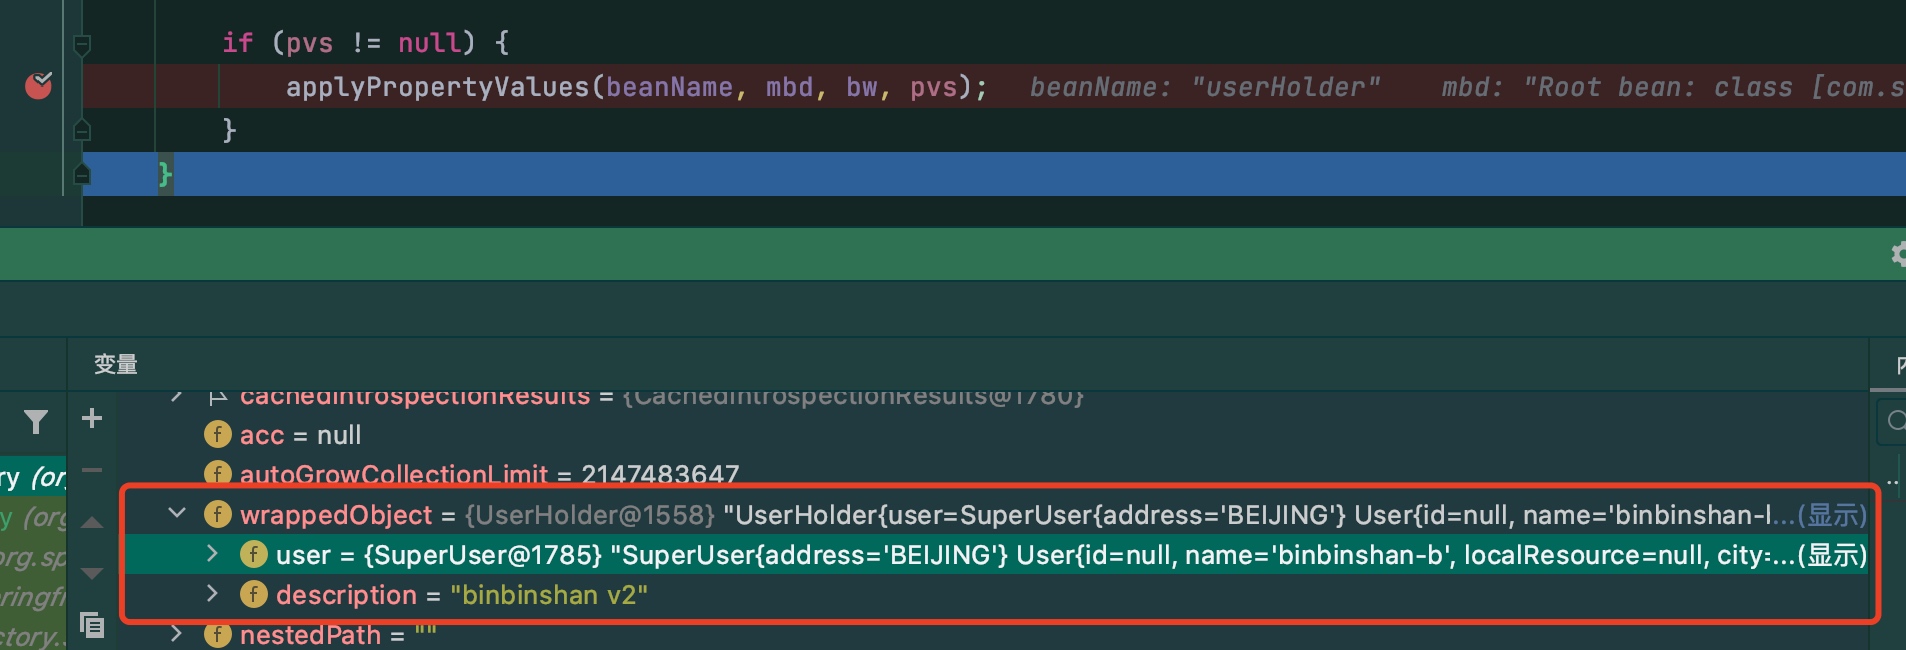 if (pvs != null) {
applyPropertyValues(beanName, mbd, bw, pvs); beanName: "userHolder" mbd: "Root bean: class [com.s
}
}
变量
cachedIntrospectionResults = {CachedIntrospectionResults@1780}
acc = null
ry (or
autoGrowCollectionLimit = 2147483647
y (org
wrappedObject = {UserHolder@1558} "UserHolder{user=SuperUser{address='BEIJING'} User{id=null, name='binbinshan-l...(显示)
org.sp
user = {SuperUser@1785} "SuperUser{address='BEIJING'} User{id=null, name='binbinshan-b', localResource=null, city:...(显示)
ringfi
description = "binbinshan v2"
ctory.
nestedPath = ""